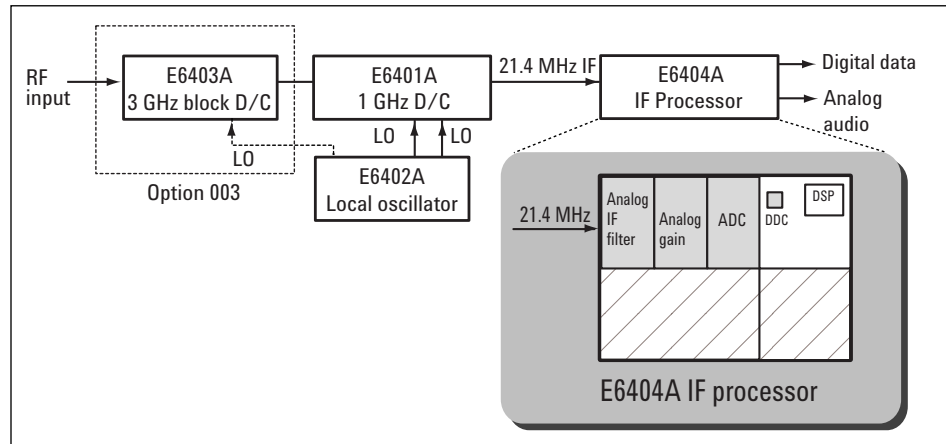 RF
input
E6403A
3 GHz block D/C
LO
Option 003
E6401A
1 GHz D/C
LO
LO
E6402A
Local oscillator
21.4 MHz IF
E6404A
IF Processor
Digital data
Analog
audio
21.4 MHz
Analog
IF
filter
Analog
gain
ADC
DDC
DSP
E6404A IF processor